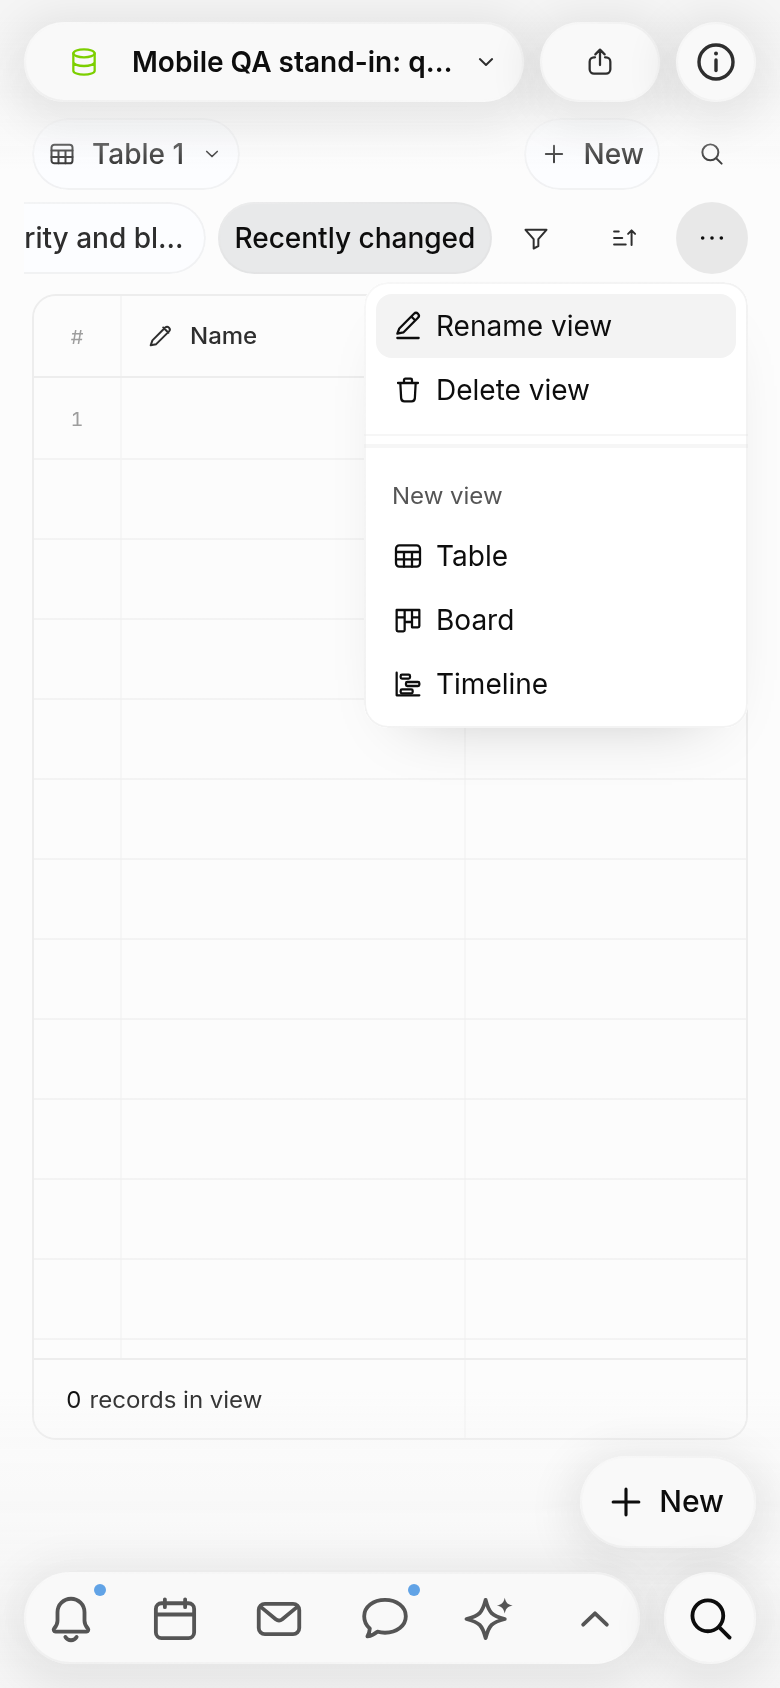 Mobile QA stand-in: q...
Table 1
New
rity and bl...
Recently changed
# Name
1
Rename view
Delete view
New view
Table
Board
Timeline
0 records in view
New